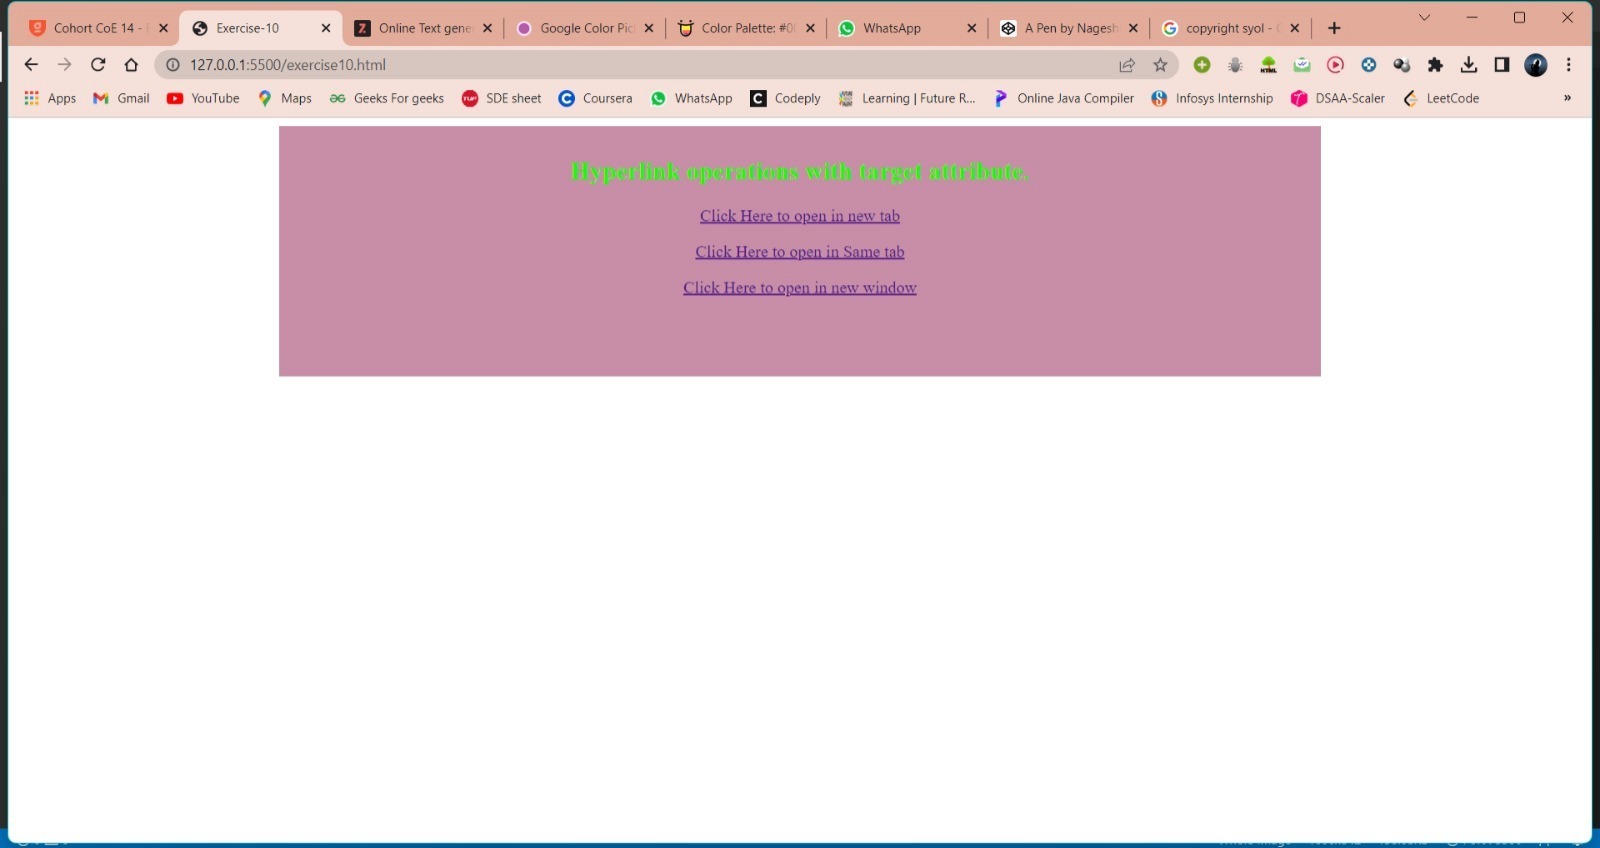 Cohort CoE 14 -
Exercise-10
Online Text gene
Google Color Pic
Color Palette: #0
WhatsApp
A Pen by Nagesh
copyright syol -
127.0.0.1:5500/exercise10.html
Apps
Gmail
YouTube
Maps
Geeks For geeks
SDE sheet
Coursera
WhatsApp
Codeply
Learning | Future R...
Online Java Compiler
Infosys Internship
DSAA-Scaler
LeetCode
»
Hyperlink operations with target attribute.
Click Here to open in new tab
Click Here to open in Same tab
Click Here to open in new window